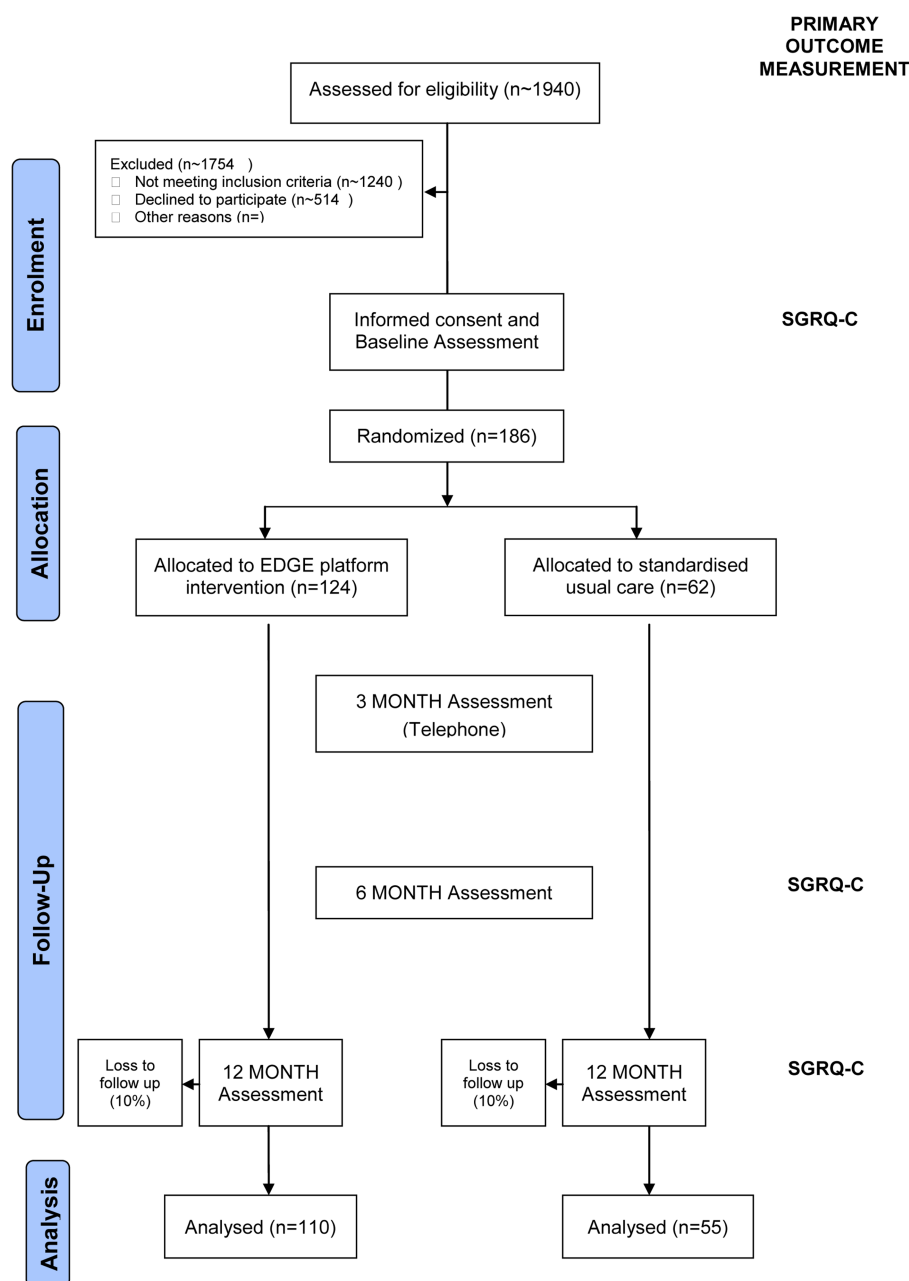 PRIMARY
OUTCOME
MEASUREMENT
Assessed for eligibility (n~1940)
Excluded (n~1754 )
Not meeting inclusion criteria (n~1240 )
Declined to participate (n~514 )
Other reasons (n=)
Enrolment
Informed consent and
Baseline Assessment
SGRQ-C
Randomized (n=186)
Allocation
Allocated to EDGE platform
intervention (n=124)
Allocated to standardised
usual care (n=62)
3 MONTH Assessment
(Telephone)
Follow-Up
6 MONTH Assessment
SGRQ-C
Loss to
follow up
(10%)
12 MONTH
Assessment
Loss to
follow up
(10%)
12 MONTH
Assessment
SGRQ-C
Analysis
Analysed (n=110)
Analysed (n=55)